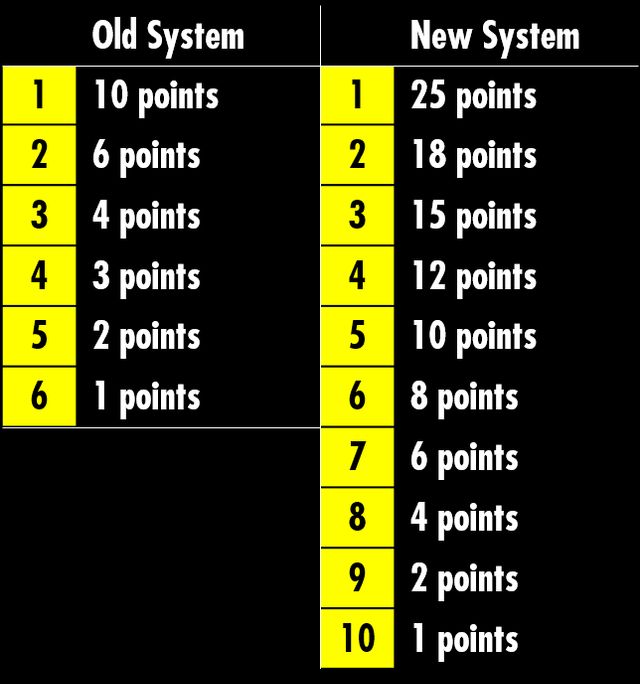 Old System New System
1 10 points 1 25 points
2 6 points 2 18 points
3 4 points 3 15 points
4 3 points 4 12 points
5 2 points 5 10 points
6 1 points 6 8 points
7 6 points
8 4 points
9 2 points
10 1 points